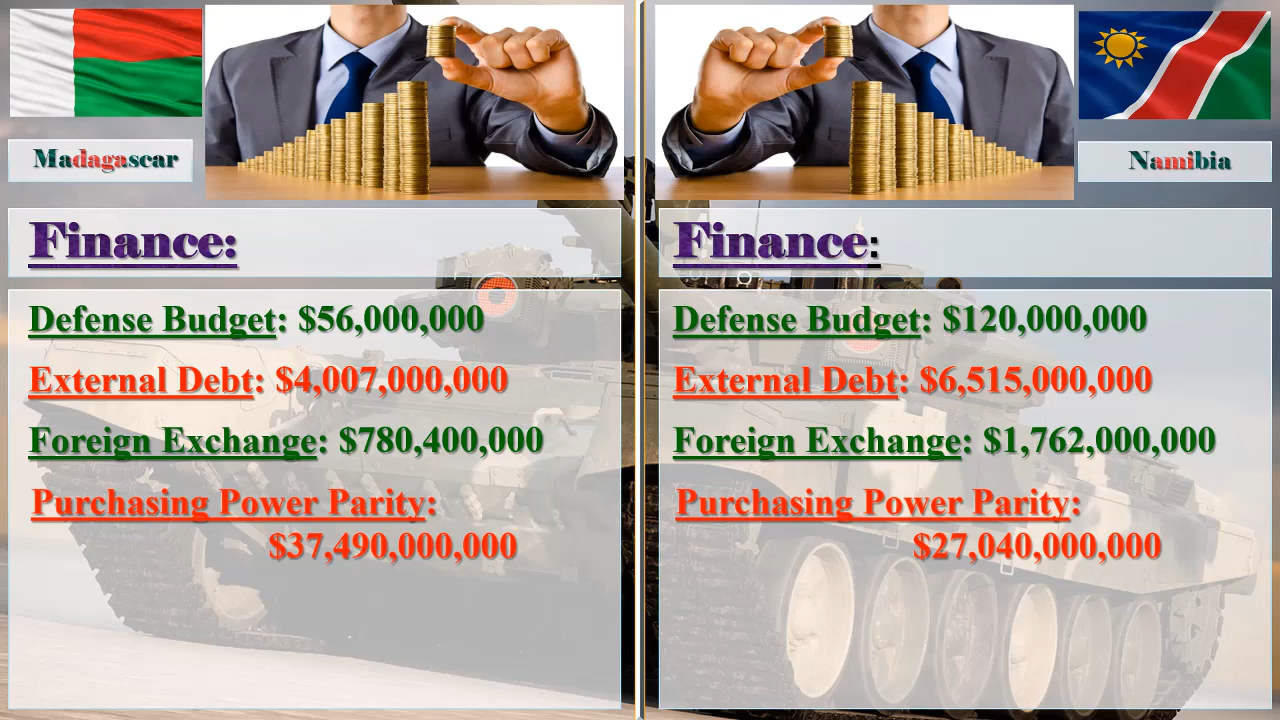 Madagascar
Finance:
Defense Budget: $56,000,000
External Debt: $4,007,000,000
Foreign Exchange: $780,400,000
Purchasing Power Parity:
$37,490,000,000
Namibia
Finance:
Defense Budget: $120,000,000
External Debt: $6,515,000,000
Foreign Exchange: $1,762,000,000
Purchasing Power Parity:
$27,040,000,000